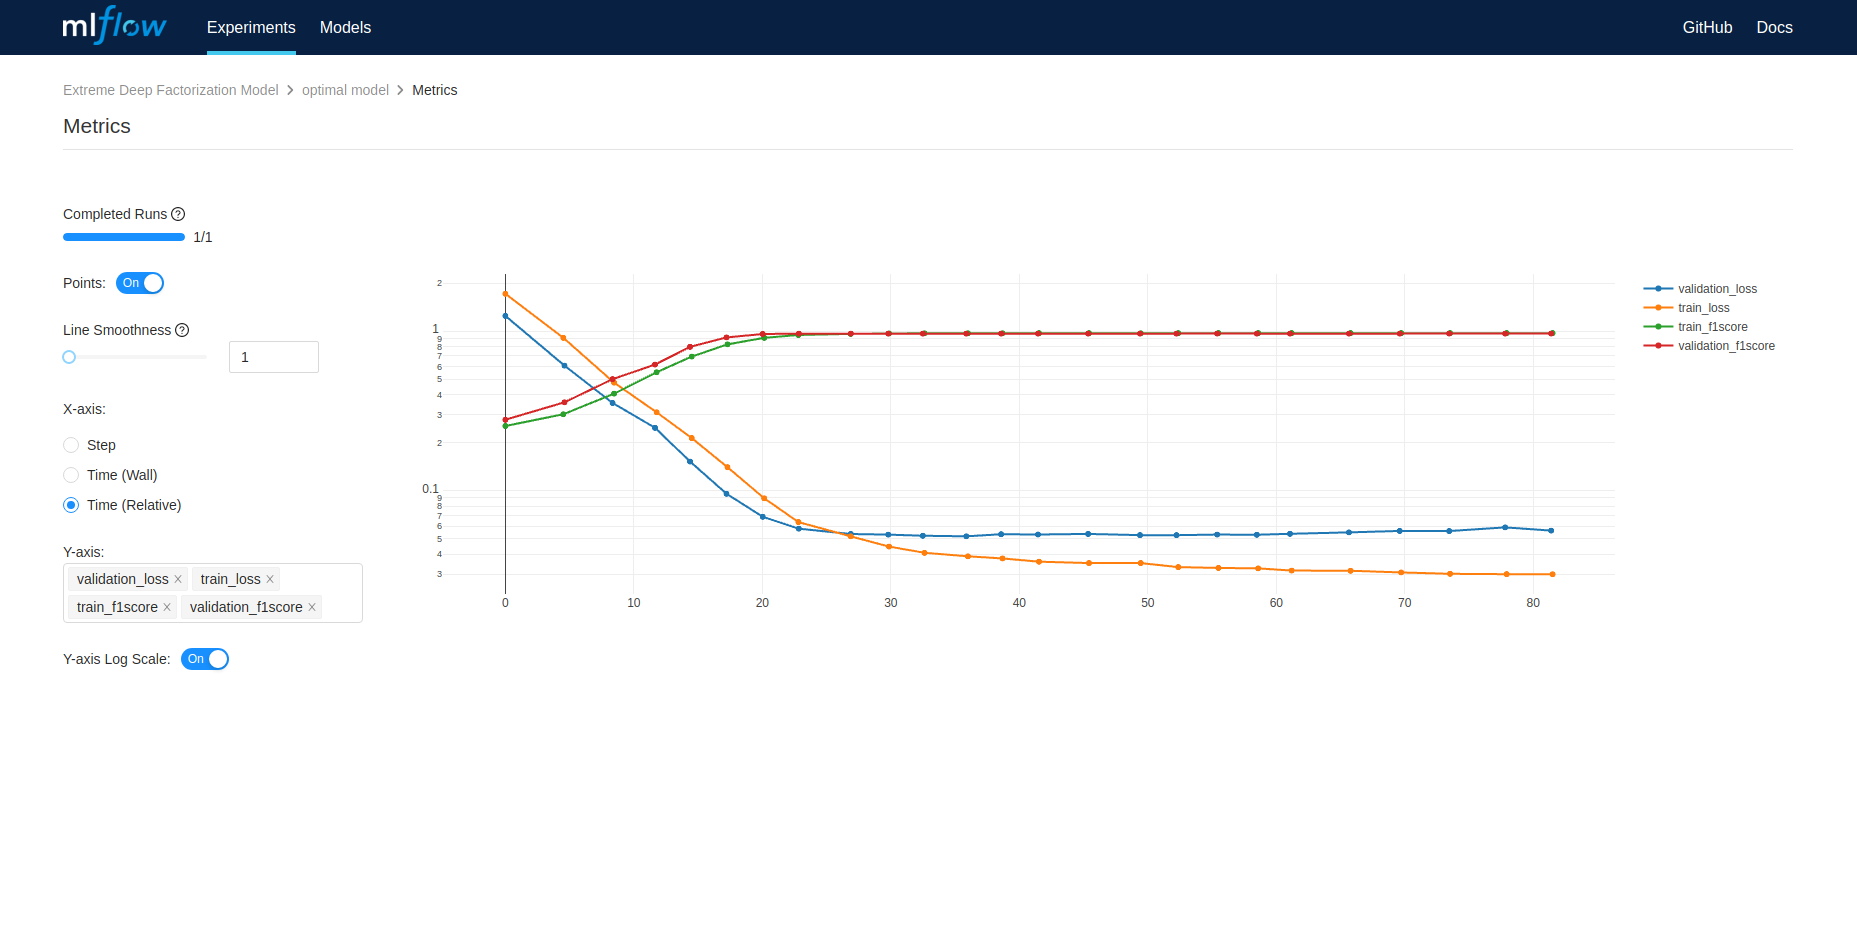 mlflow Experiments Models GitHub Docs
Extreme Deep Factorization Model > optimal model > Metrics
Metrics
Completed Runs ?
1/1
Points: On
Line Smoothness ?
1
X-axis:
Step
Time (Wall)
Time (Relative)
Y-axis:
validation_loss × train_loss ×
train_f1score × validation_f1score ×
Y-axis Log Scale: On
2
1
9
8
7
6
5
4
3
2
0.1
9
8
7
6
5
4
3
0 10 20 30 40 50 60 70 80
validation_loss
train_loss
train_f1score
validation_f1score